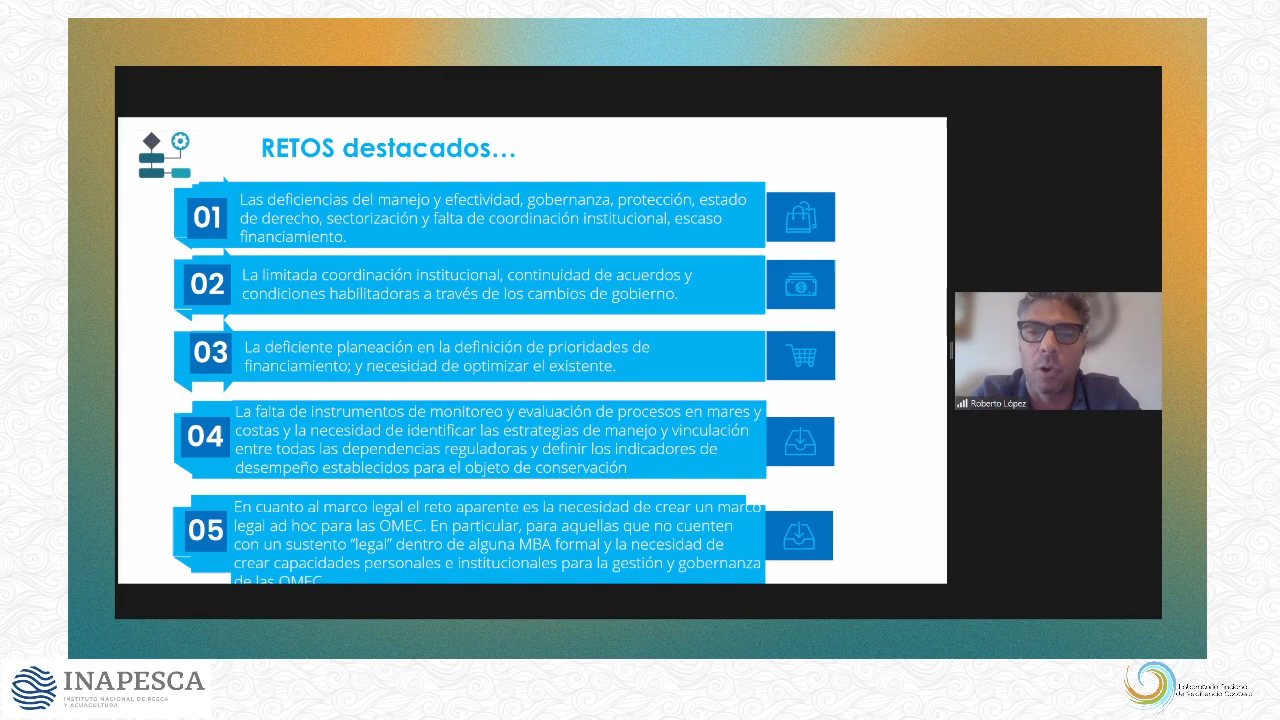 RETOS destacados...
01
Las deficiencias del manejo y efectividad, gobernanza, protección, estado
de derecho, sectorización y falta de coordinación institucional, escaso
financiamiento.
02
La limitada coordinación institucional, continuidad de acuerdos y
condiciones habilitadoras a través de los cambios de gobierno.
03
La deficiente planeación en la definición de prioridades de
financiamiento; y necesidad de optimizar el existente.
04
La falta de instrumentos de monitoreo y evaluación de procesos en mares y
costas y la necesidad de identificar las estrategias de manejo y vinculación
entre todas las dependencias reguladoras y definir los indicadores de
desempeño establecidos para el objeto de conservación
05
En cuanto al marco legal el reto aparente es la necesidad de crear un marco
legal ad hoc para las OMEC. En particular, para aquellas que no cuenten
con un sustento “legal” dentro de alguna MBA formal y la necesidad de
crear capacidades personales e institucionales para la gestión y gobernanza
de las OMEC
Roberto López
INAPESCA
INSTITUTO NACIONAL DE PESCA
Y ACUACULTURA